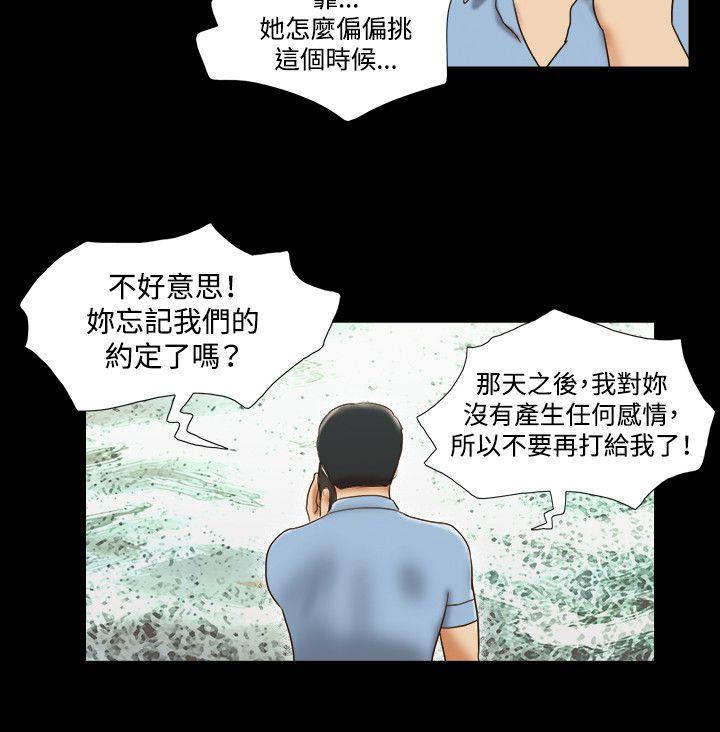 她怎麼偏偏挑
這個時候...
不好意思！
妳忘記我們的
約定了嗎？
那天之後，我對妳
沒有產生任何感情，
所以不要再打給我了！